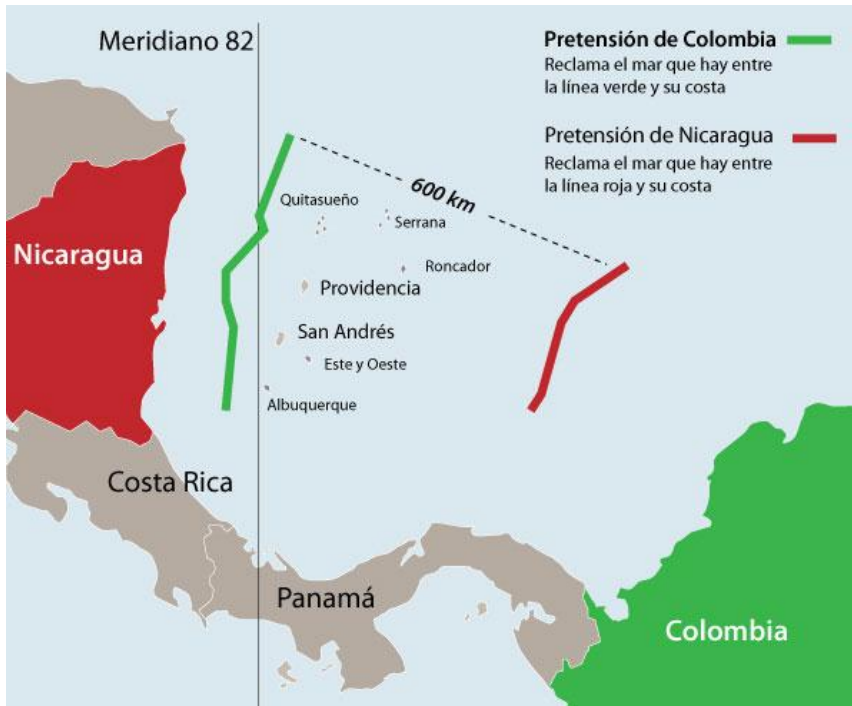 Meridiano 82
Pretensión de Colombia
Reclama el mar que hay entre
la línea verde y su costa
Pretensión de Nicaragua
Reclama el mar que hay entre
la línea roja y su costa
600 km
Quitasueño
Serrana
Nicaragua
Roncador
Providencia
San Andrés
Este y Oeste
Albuquerque
Costa Rica
Panamá
Colombia